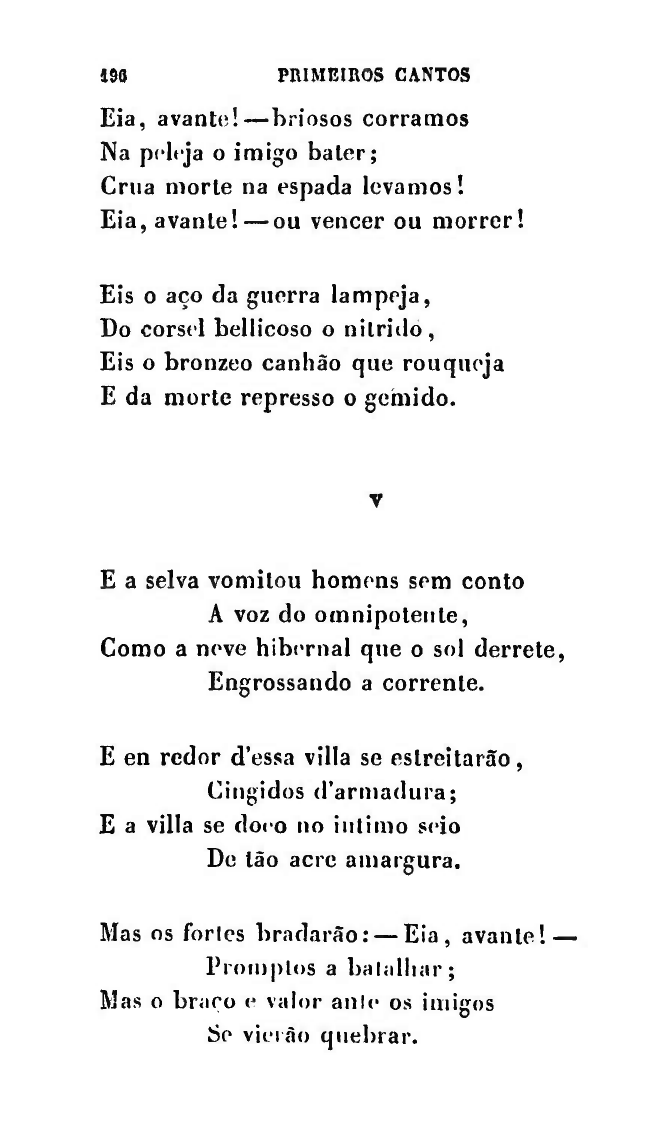 196 PRIMEIROS CANTOS
Eia, avante! — briosos corramos
Na peleja o imigo bater;
Crua morte na espada levamos!
Eia, avante! — ou vencer ou morrer!
Eis o aço da guerra lampeja,
Do corsel bellicoso o nitrido,
Eis o bronzeo canhão que rouqueja
E da morte represso o gemido.
V
E a selva vomitou homens sem conto
A voz do omnipotente,
Como a neve hibernal que o sol derrete,
Engrossando a corrente.
E en redor d'essa villa se estreitarão,
Cingidos d'armadura;
E a villa se doeo no intimo seio
De tão acre amargura.
Mas os fortes bradarão: — Eia, avante! —
Promptos a batalhar;
Mas o braço e valor ante os imigos
Se vierão quebrar.